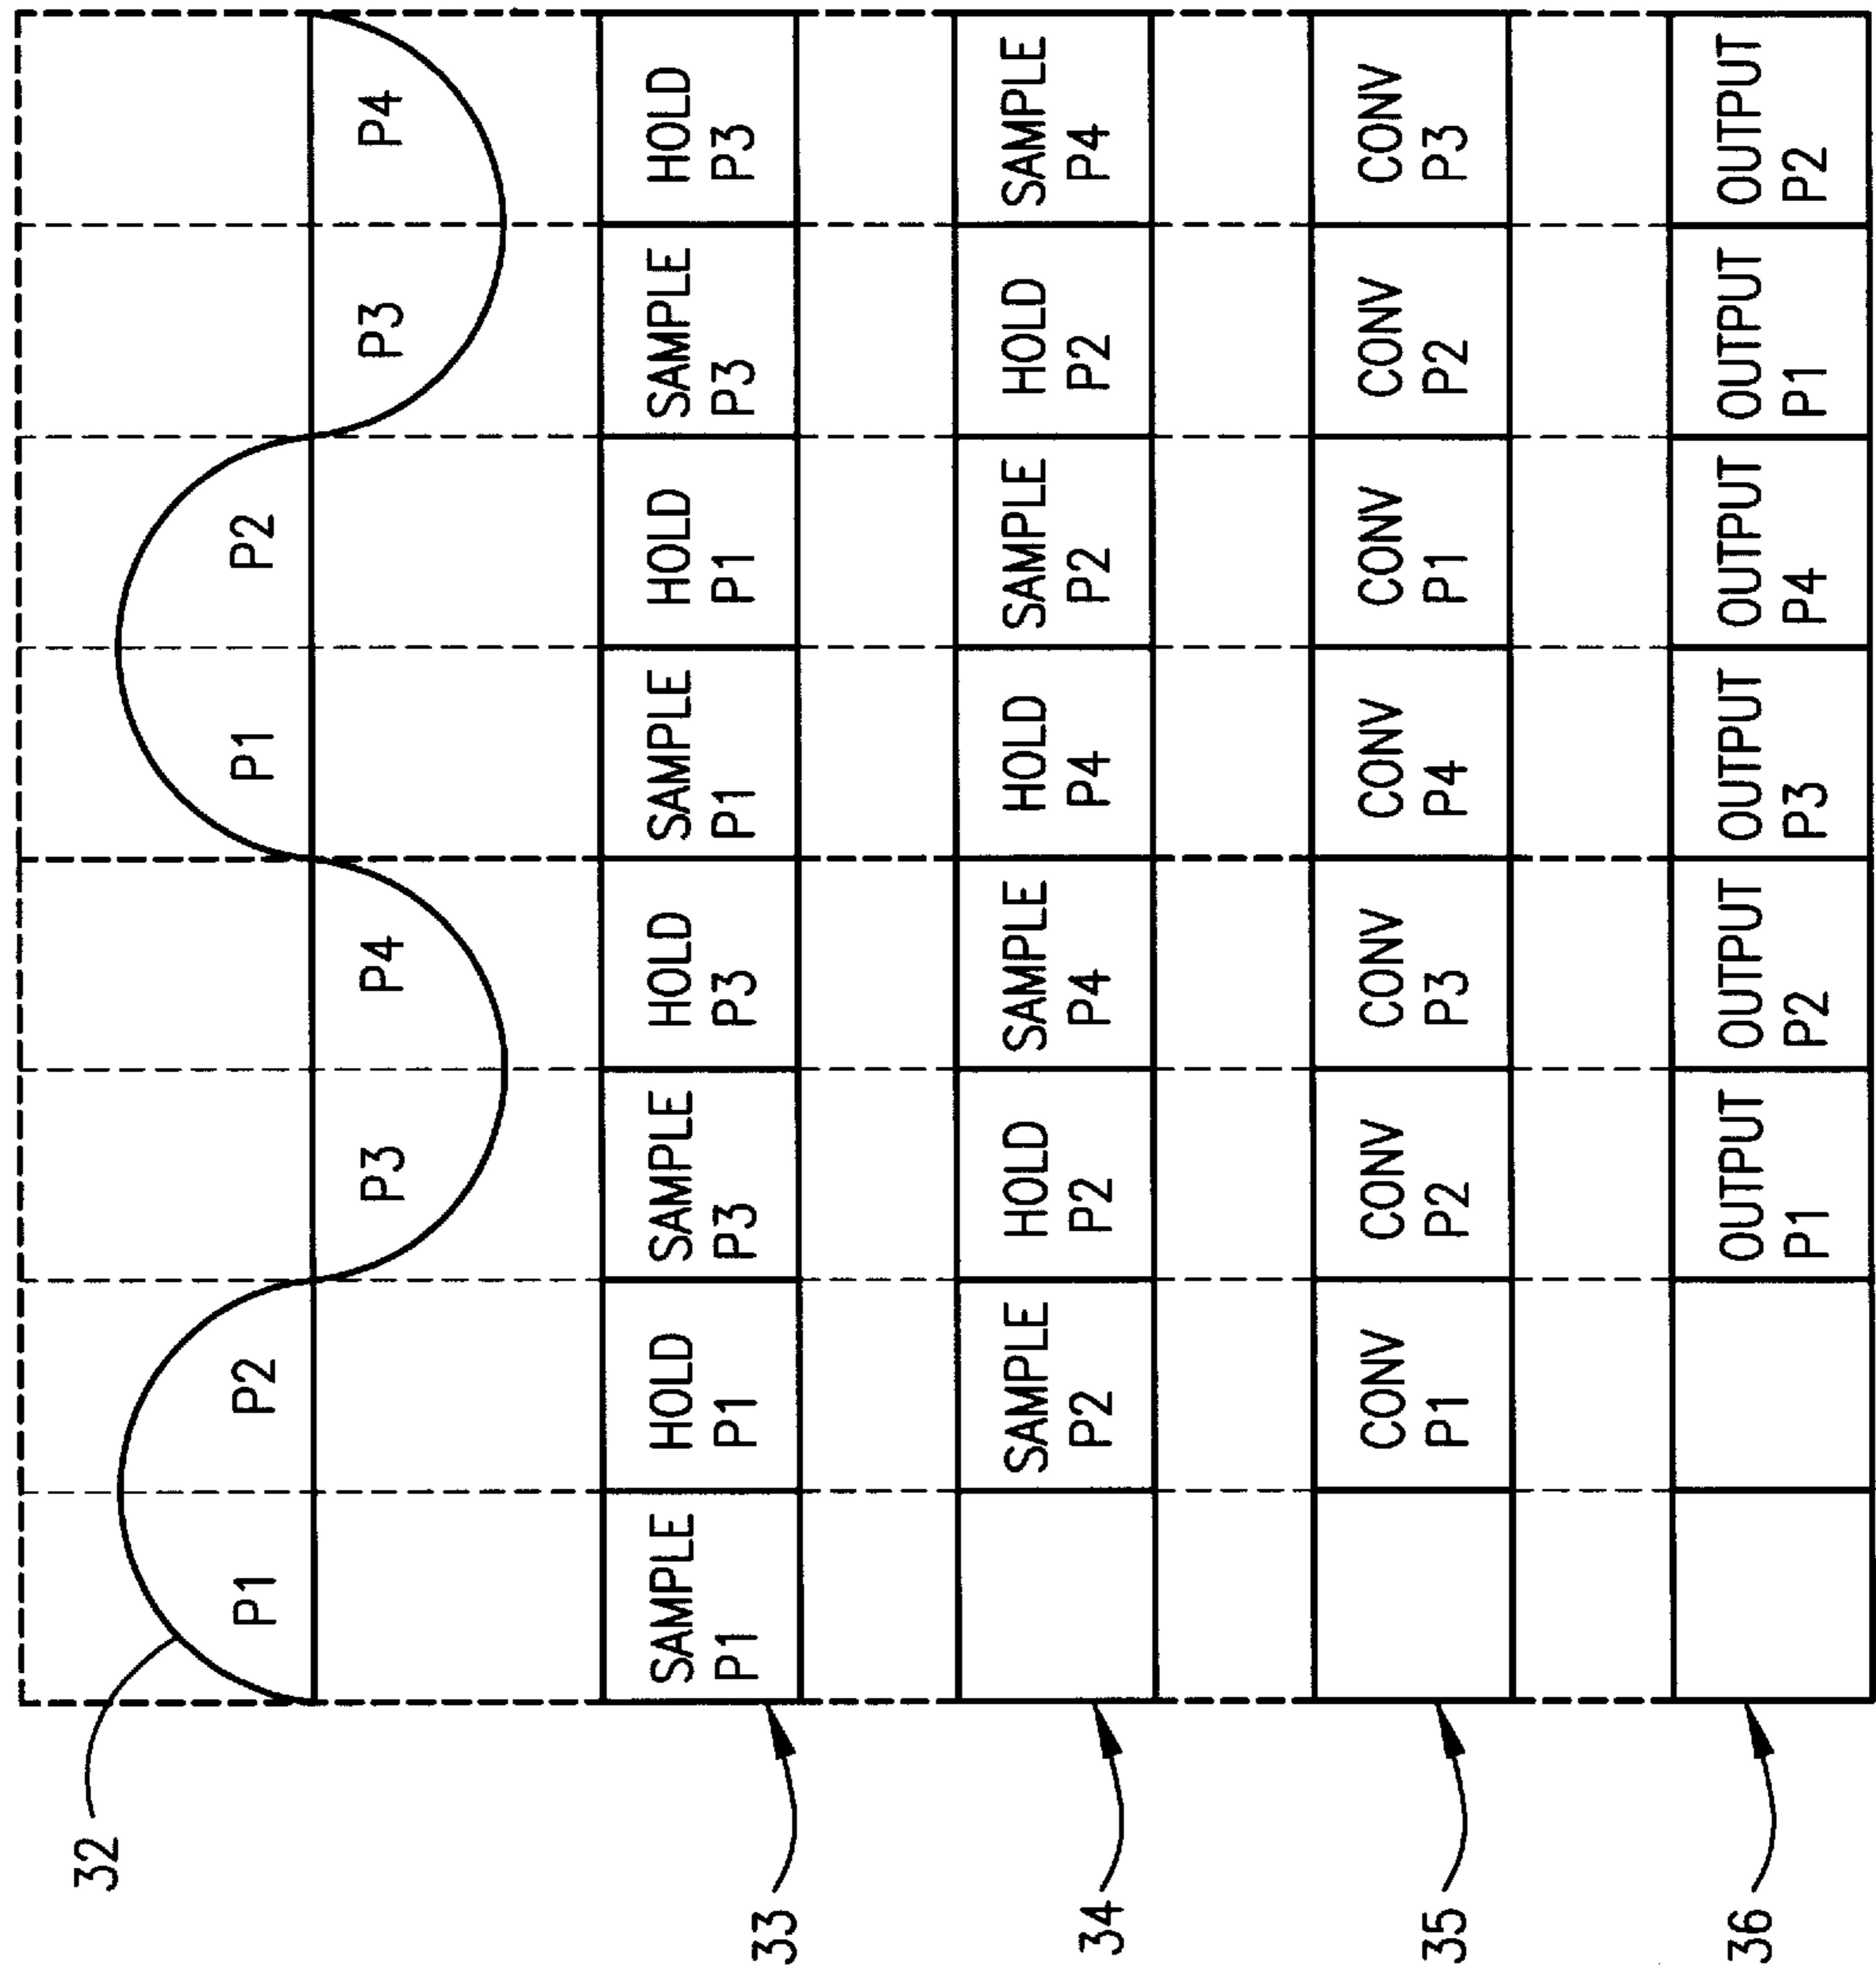 32
P1
P2
P3
P4
P1
P2
P3
P4
33
SAMPLE
P1
HOLD
P1
SAMPLE
P3
HOLD
P3
SAMPLE
P1
HOLD
P1
SAMPLE
P3
HOLD
P3
34
SAMPLE
P2
HOLD
P2
SAMPLE
P4
HOLD
P4
SAMPLE
P2
HOLD
P2
SAMPLE
P4
35
CONV
P1
CONV
P2
CONV
P3
CONV
P4
CONV
P1
CONV
P2
CONV
P3
36
OUTPUT
P1
OUTPUT
P2
OUTPUT
P3
OUTPUT
P4
OUTPUT
P1
OUTPUT
P2